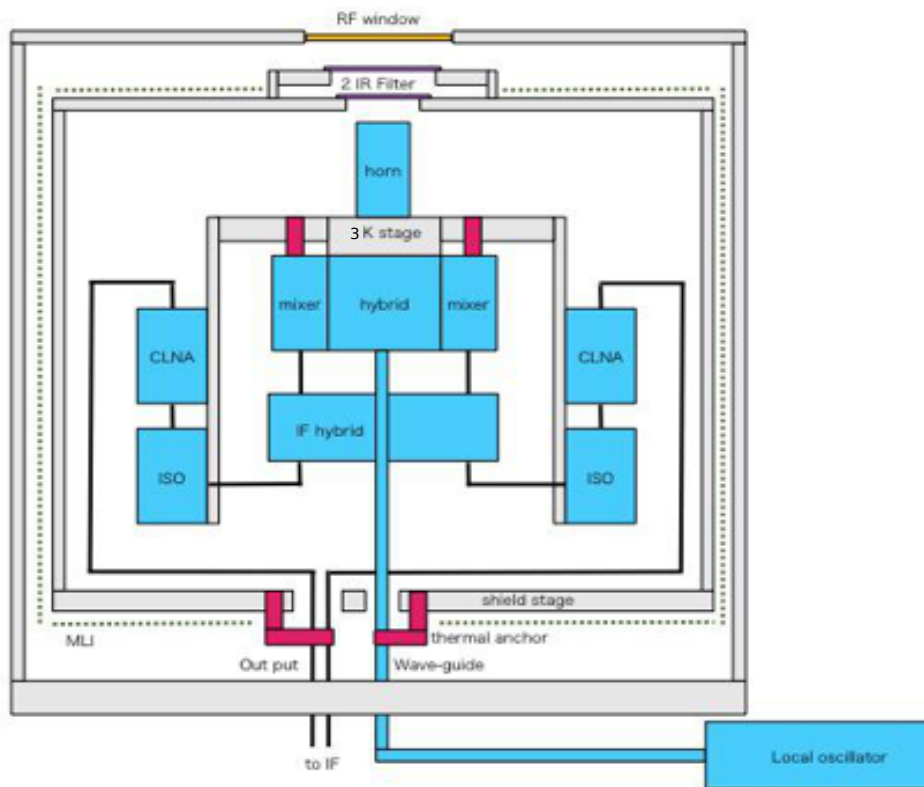 RF window
2 IR Filter
horn
3 K stage
mixer
hybrid
mixer
CLNA
CLNA
IF hybrid
ISO
ISO
shield stage
MLI
thermal anchor
Out put
Wave-guide
to IF
Local oscillator